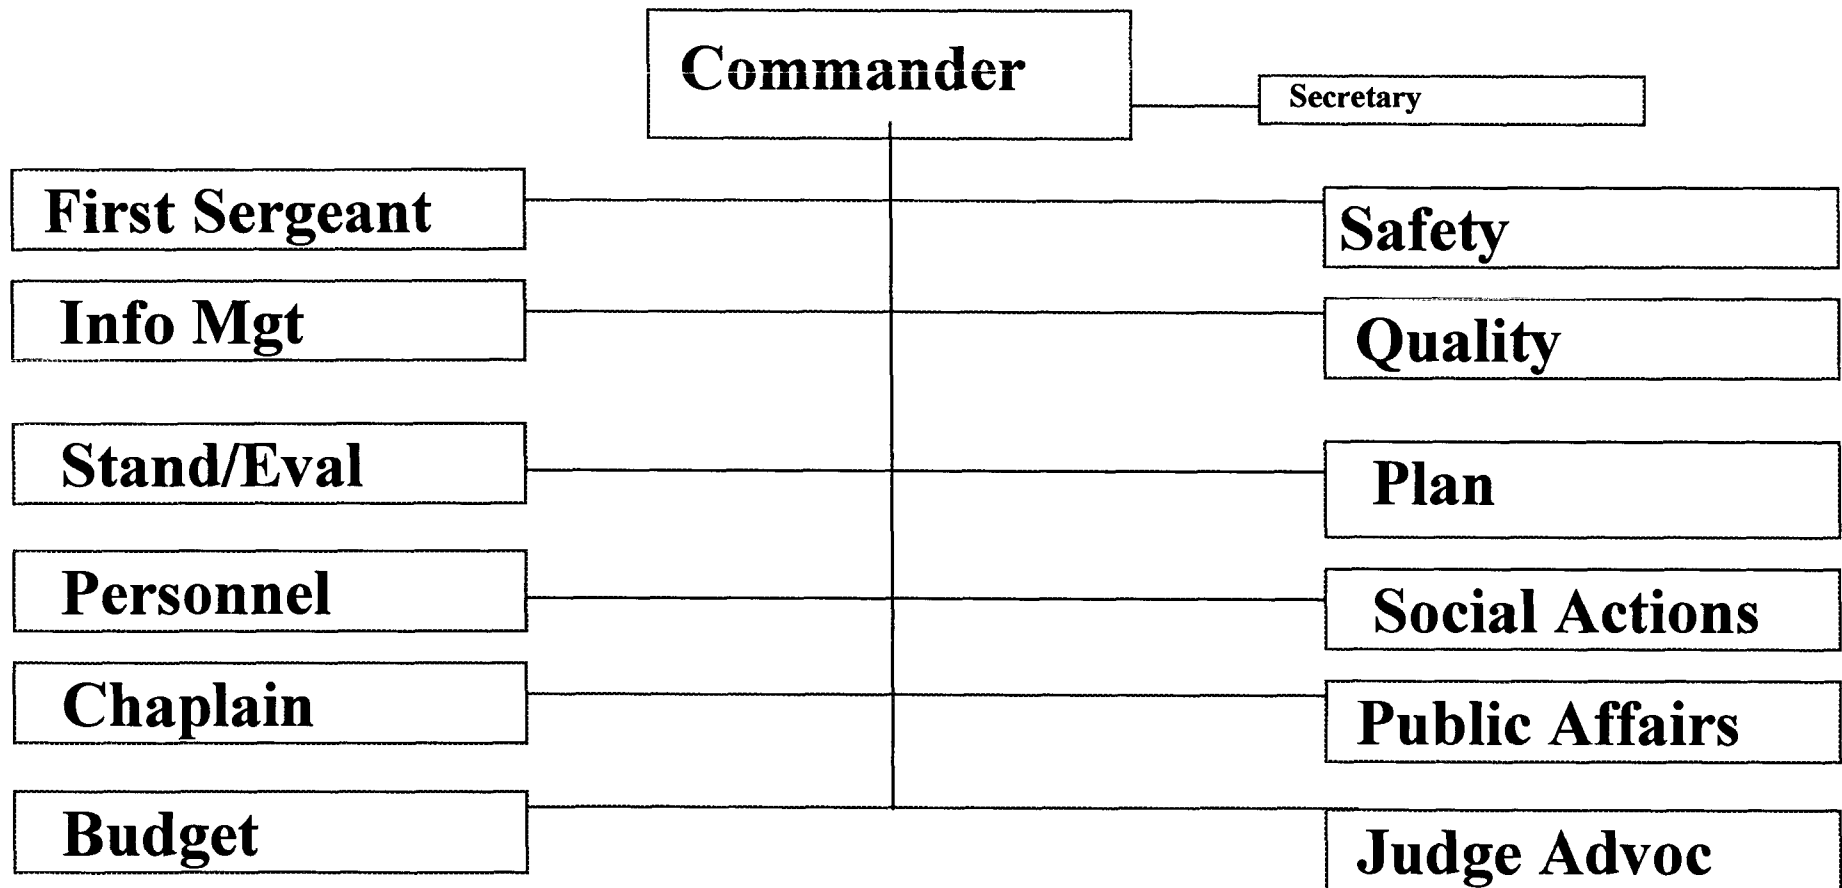 Commander
Secretary
First Sergeant
Safety
Info Mgt
Quality
Stand/Eval
Plan
Personnel
Social Actions
Chaplain
Public Affairs
Budget
Judge Advoc